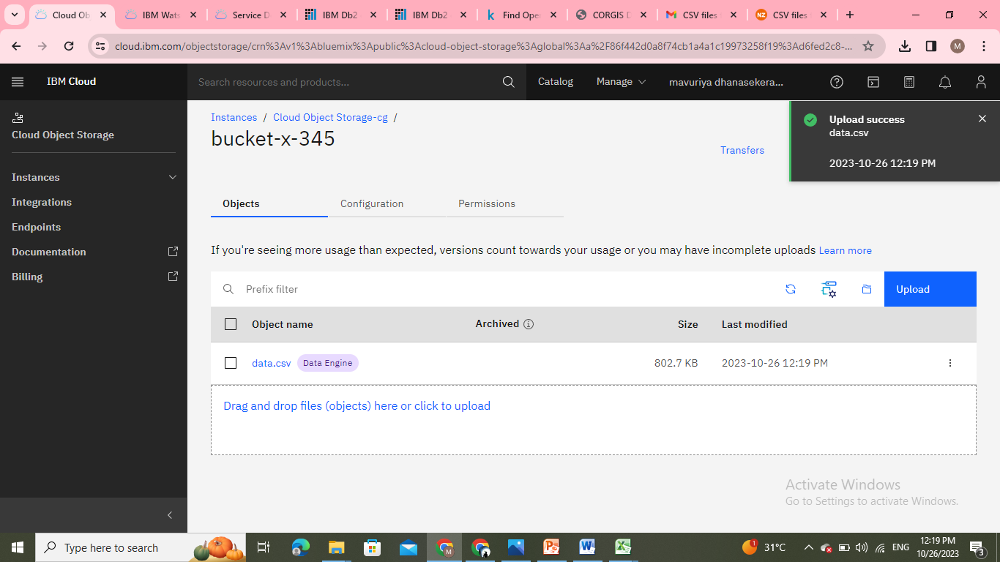 Cloud Ob
IBM Wats
Service D
IBM Db2
IBM Db2
Find Ope
CORGIS D
CSV files
CSV files
cloud.ibm.com/objectstorage/crn%3Av1%3Abluemix%3Apublic%3Acloud-object-storage%3Aglobal%3Aa%2F86f442d0a8f74cb1a4a1c19973258f19%3Ad6fed2c8-...
M
IBM Cloud
Search resources and products...
Catalog
Manage
mavuriya dhanasekera...
Cloud Object Storage
Instances
Integrations
Endpoints
Documentation
Billing
Instances / Cloud Object Storage-cg /
bucket-x-345
Transfers
Upload success
data.csv
2023-10-26 12:19 PM
Objects
Configuration
Permissions
If you're seeing more usage than expected, versions count towards your usage or you may have incomplete uploads Learn more
Prefix filter
Upload
Object name
Archived
Size
Last modified
data.csv
Data Engine
802.7 KB
2023-10-26 12:19 PM
Drag and drop files (objects) here or click to upload
Activate Windows
Go to Settings to activate Windows.
Type here to search
31°C
ENG
12:19 PM
10/26/2023
3